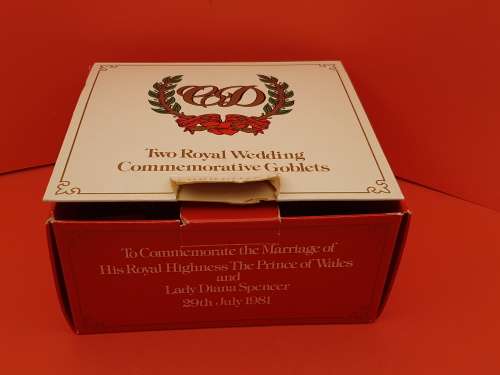 C&D
Two Royal Wedding
Commemorative Goblets
To Commemorate the Marriage of
His Royal Highness The Prince of Wales
and
Lady Diana Spencer
29th July 1981